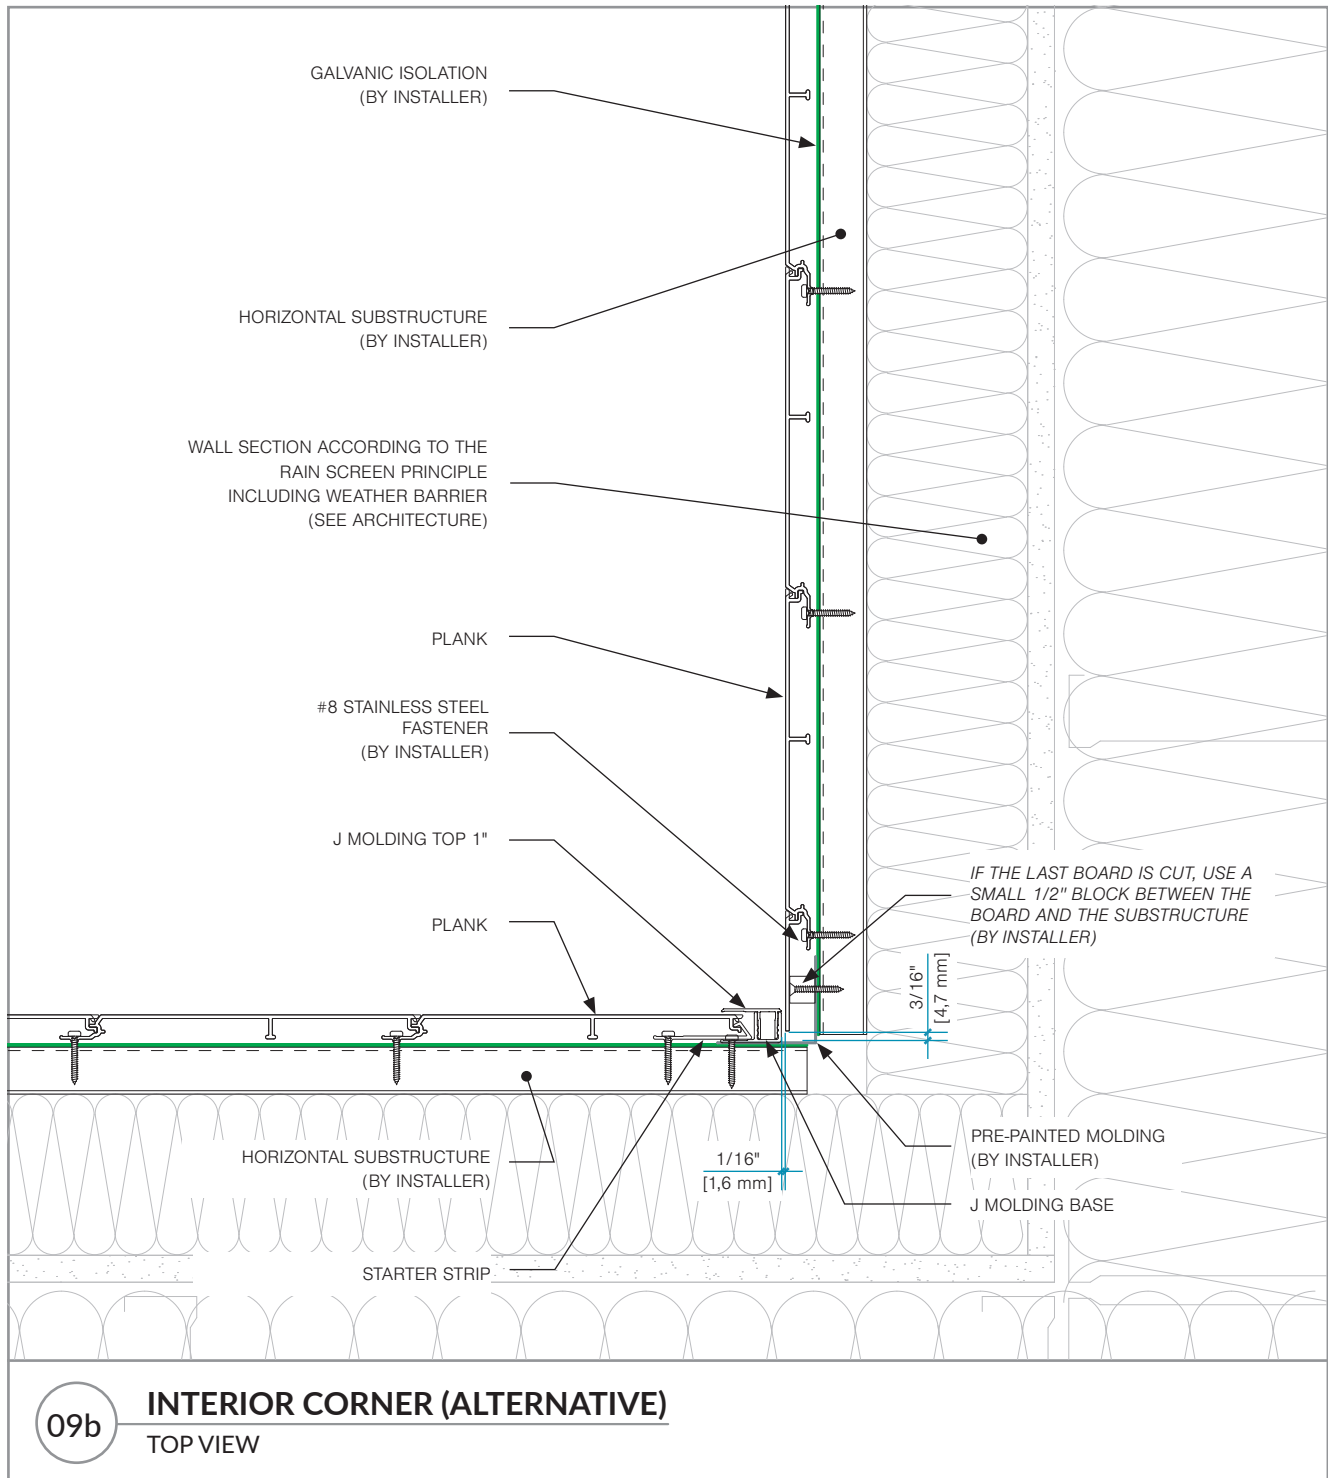 GALVANIC ISOLATION
(BY INSTALLER)
HORIZONTAL SUBSTRUCTURE
(BY INSTALLER)
WALL SECTION ACCORDING TO THE
RAIN SCREEN PRINCIPLE
INCLUDING WEATHER BARRIER
(SEE ARCHITECTURE)
PLANK
#8 STAINLESS STEEL
FASTENER
(BY INSTALLER)
J MOLDING TOP 1"
PLANK
IF THE LAST BOARD IS CUT, USE A
SMALL 1/2" BLOCK BETWEEN THE
BOARD AND THE SUBSTRUCTURE
(BY INSTALLER)
3/16"
[4,7 mm]
HORIZONTAL SUBSTRUCTURE
(BY INSTALLER)
1/16"
[1,6 mm]
PRE-PAINTED MOLDING
(BY INSTALLER)
J MOLDING BASE
STARTER STRIP
09b
INTERIOR CORNER (ALTERNATIVE)
TOP VIEW